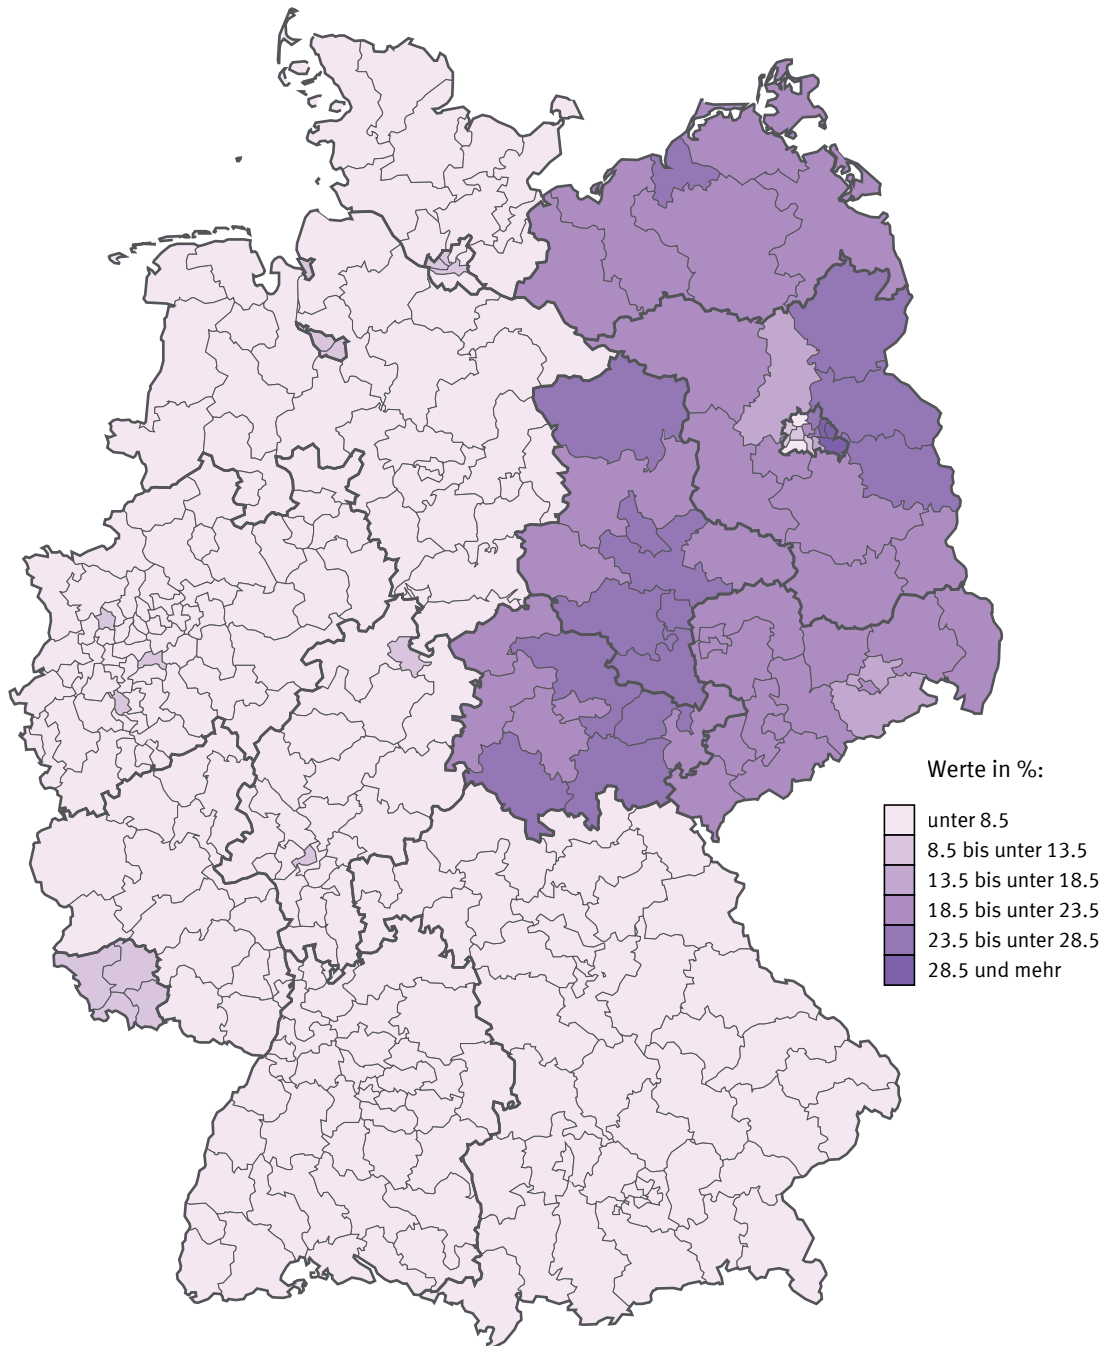 Werte in %:
unter 8.5
8.5 bis unter 13.5
13.5 bis unter 18.5
18.5 bis unter 23.5
23.5 bis unter 28.5
28.5 und mehr